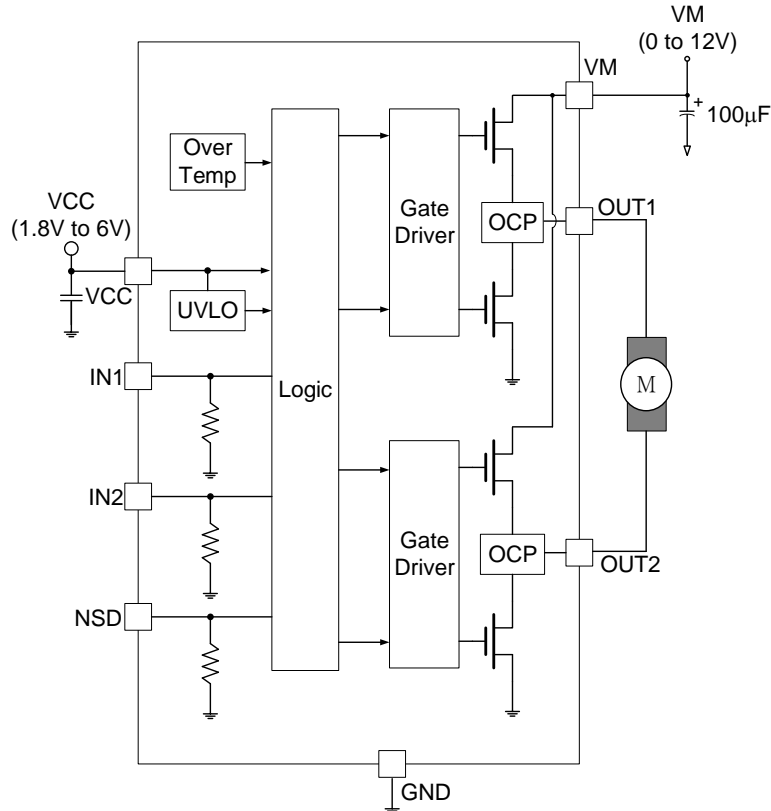 VM
(0 to 12V)
VM
+
100μF
Over
Temp
VCC
(1.8V to 6V)
VCC
UVLO
Gate
Driver
OCP
OUT1
IN1
Logic
M
IN2
Gate
Driver
OCP
OUT2
NSD
GND